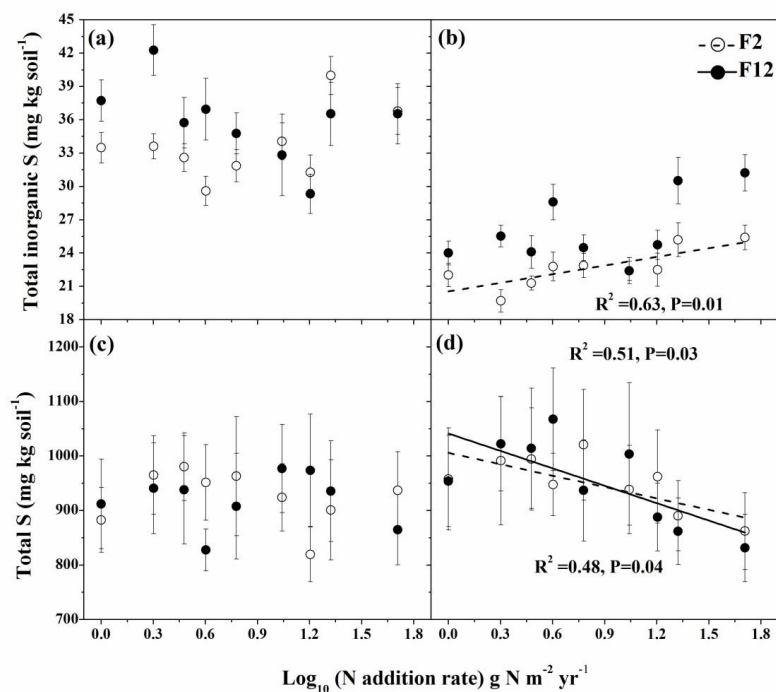 (a)
(b)
F2
F12
Total inorganic S (mg kg soil⁻¹)
45
42
39
36
33
30
27
24
21
18
R² =0.63, P=0.01
(c)
(d)
R² =0.51, P=0.03
Total S (mg kg soil⁻¹)
1200
1100
1000
900
800
700
R² =0.48, P=0.04
0.0 0.3 0.6 0.9 1.2 1.5 1.8 0.0 0.3 0.6 0.9 1.2 1.5 1.8
Log₁₀ (N addition rate) g N m⁻² yr⁻¹